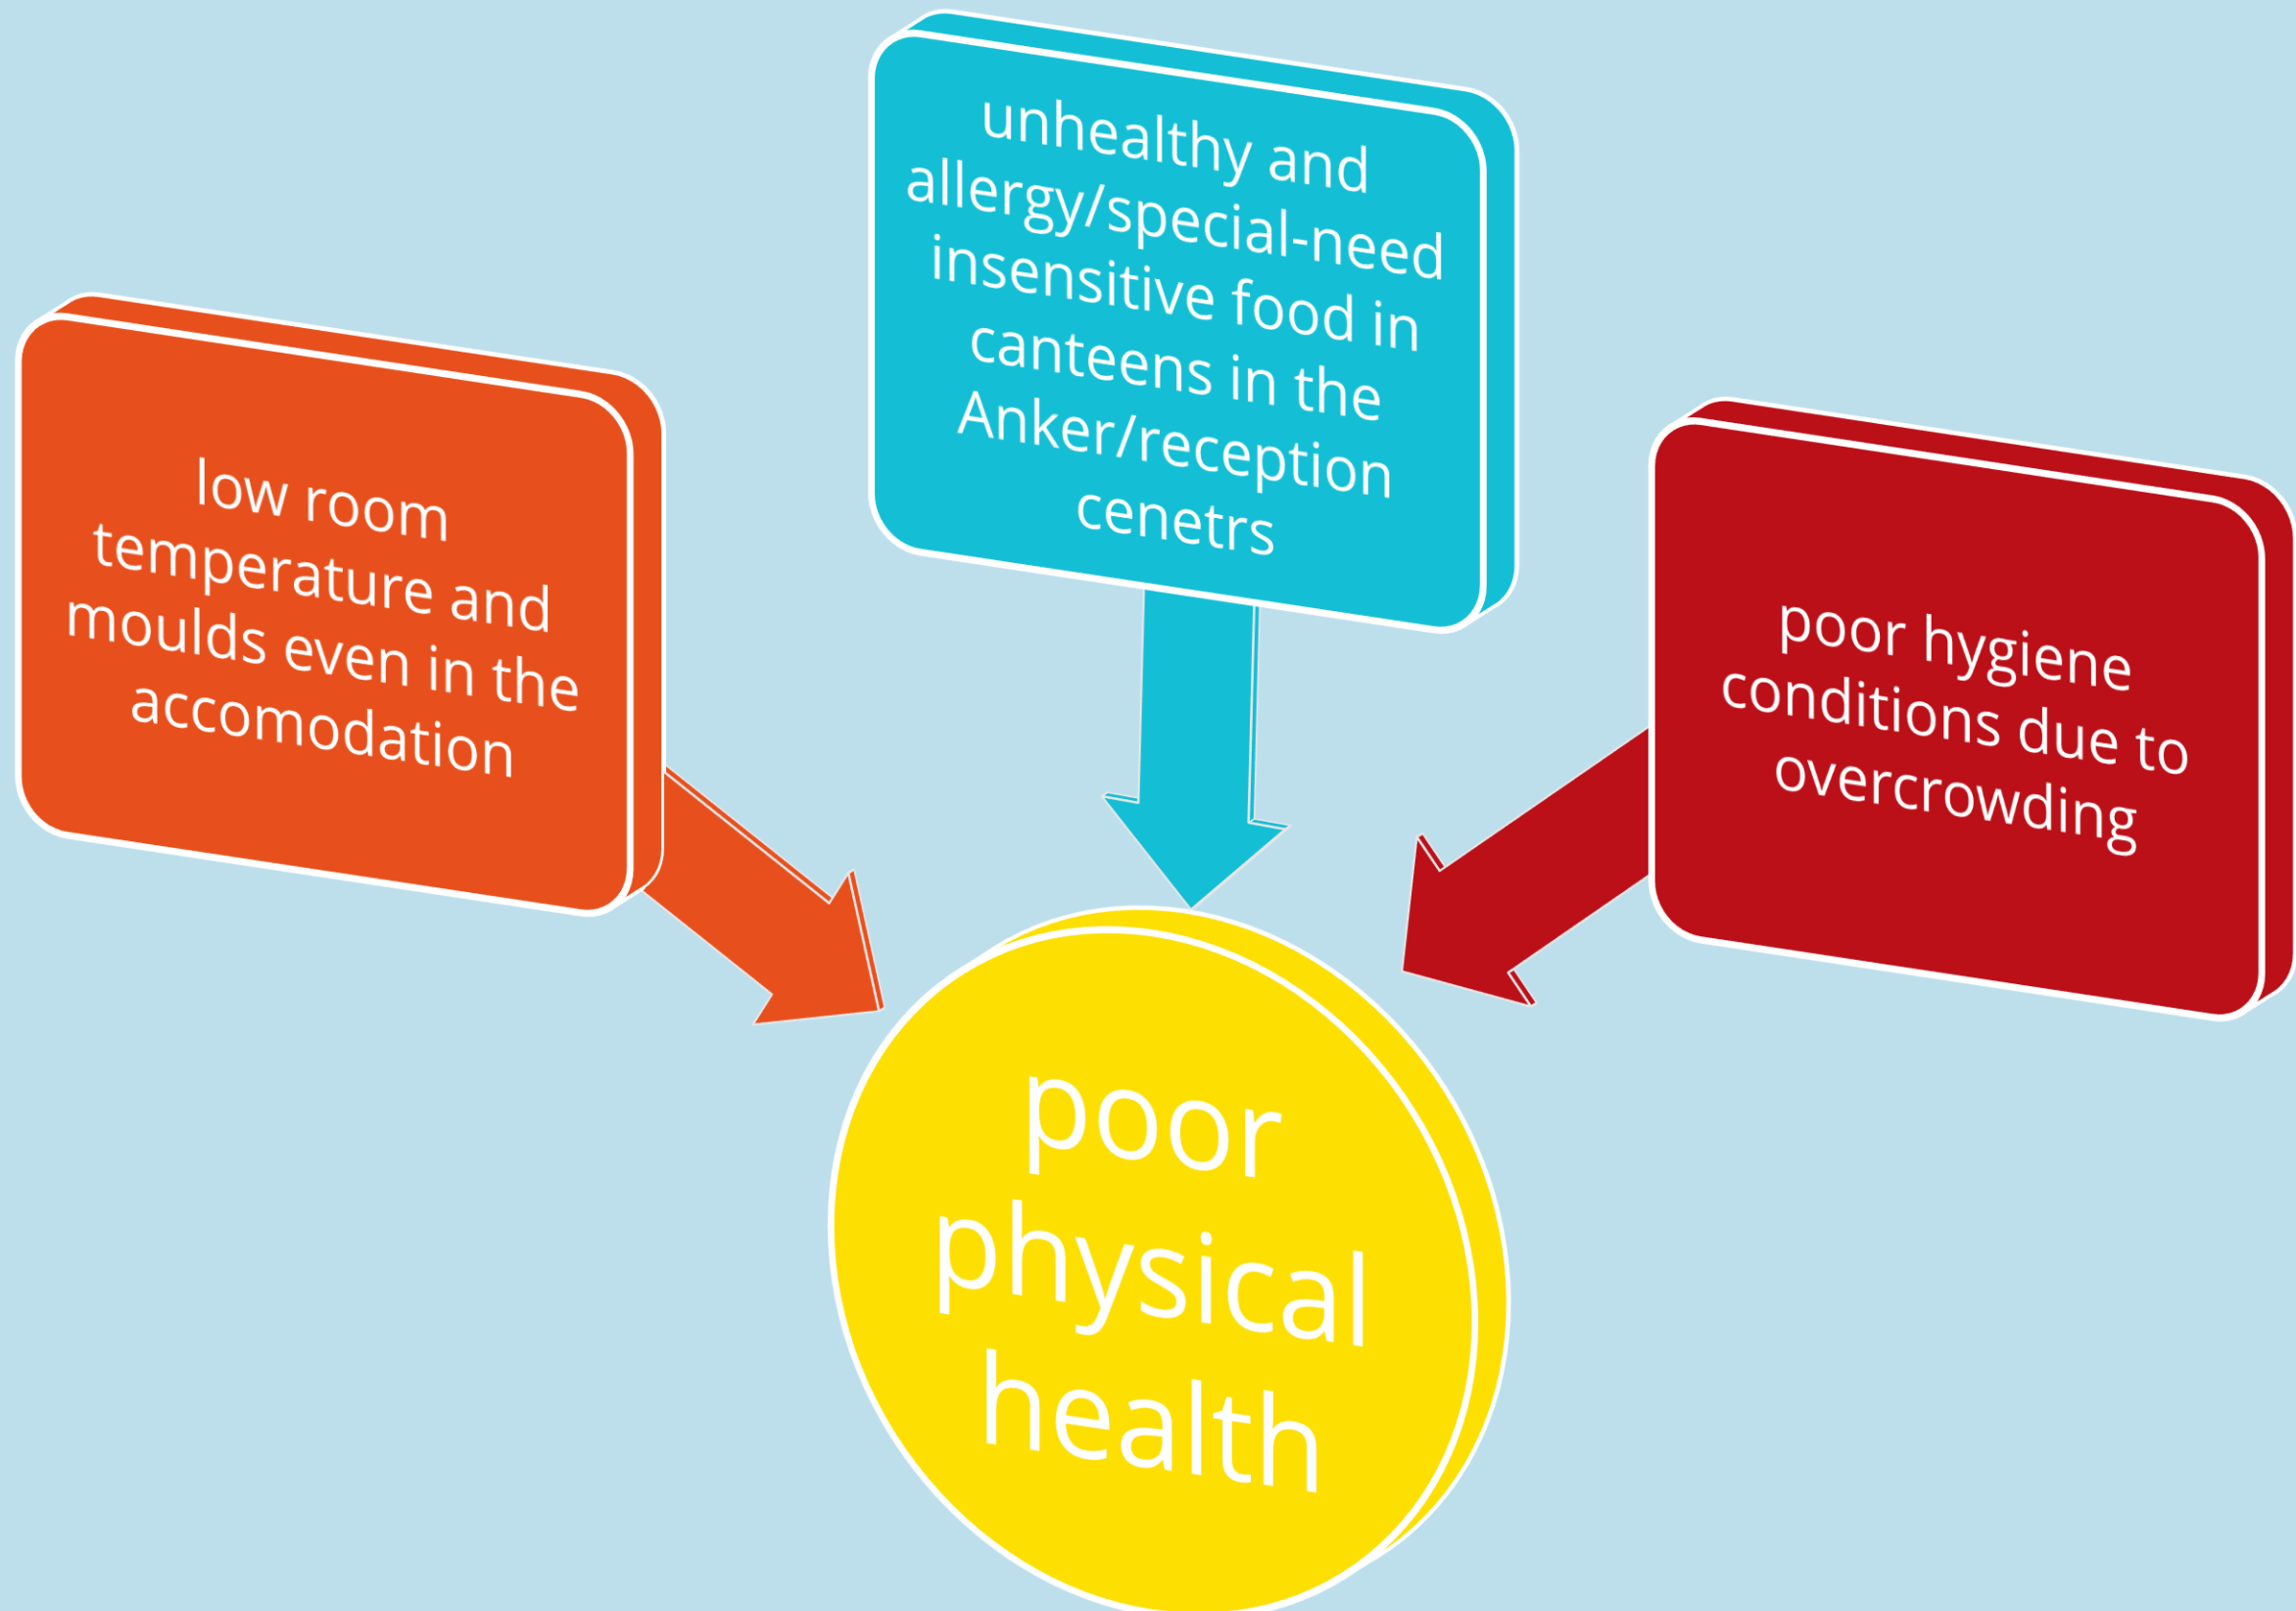 low room
temperature and
moulds even in the
accomodation
unhealthy and
allergy/special-need
insensitive food in
canteens in the
Anker/reception
cenetrs
poor hygiene
conditions due to
overcrowding
poor
physical
health